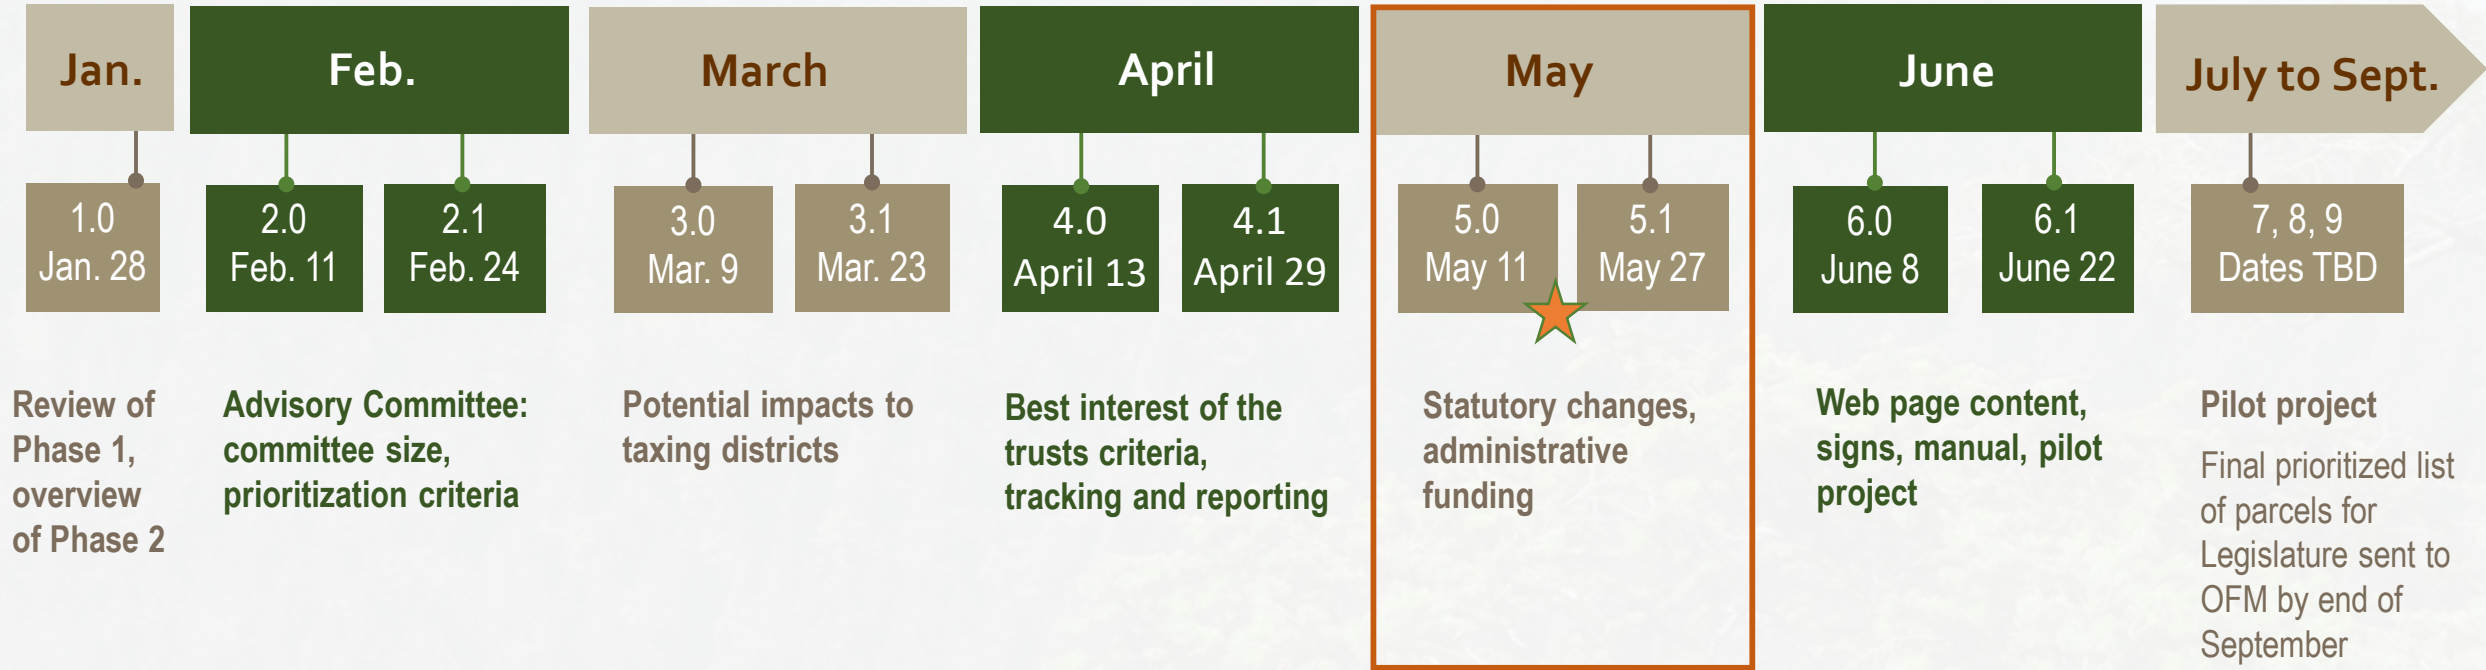 Jan.
Feb.
March
April
May
June
July to Sept.
1.0
Jan. 28
2.0
Feb. 11
2.1
Feb. 24
3.0
Mar. 9
3.1
Mar. 23
4.0
April 13
4.1
April 29
5.0
May 11
5.1
May 27
6.0
June 8
6.1
June 22
7, 8, 9
Dates TBD
Review of
Phase 1,
overview
of Phase 2
Advisory Committee:
committee size,
prioritization criteria
Potential impacts to
taxing districts
Best interest of the
trusts criteria,
tracking and reporting
Statutory changes,
administrative
funding
Web page content,
signs, manual, pilot
project
Pilot project
Final prioritized list
of parcels for
Legislature sent to
OFM by end of
September